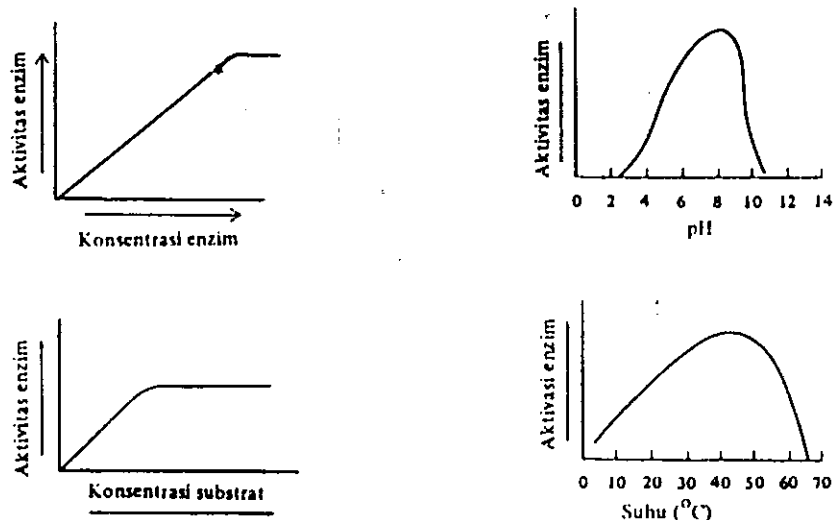 Aktivitas enzim
Konsentrasi enzim
Aktivitas enzim
0 2 4 6 8 10 12 14
pH
Aktivitas enzim
Konsentrasi substrat
Aktivasi enzim
0 10 20 30 40 50 60 70
Suhu (°C)